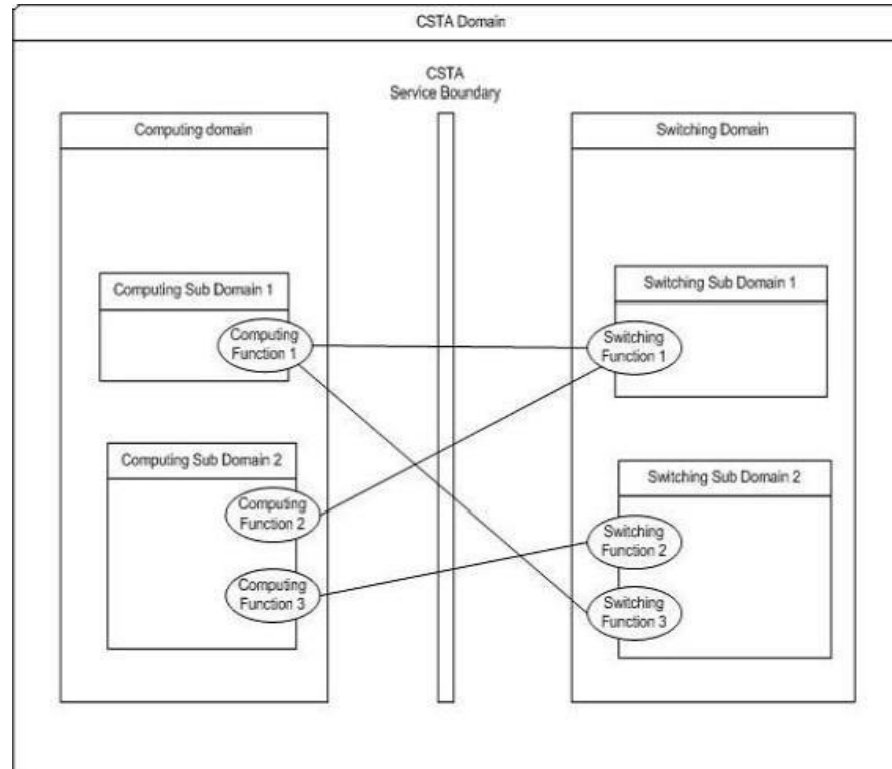 CSTA Domain
CSTA
Service Boundary
Computing domain
Switching Domain
Computing Sub Domain 1
Computing
Function 1
Computing Sub Domain 2
Computing
Function 2
Computing
Function 3
Switching Sub Domain 1
Switching
Function 1
Switching Sub Domain 2
Switching
Function 2
Switching
Function 3